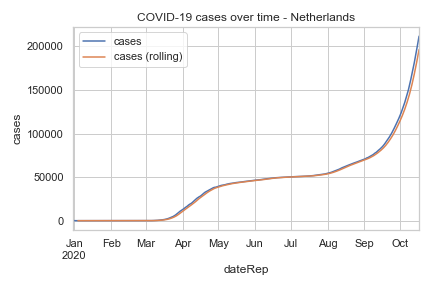 COVID-19 cases over time - Netherlands
cases
cases (rolling)
200000
150000
100000
50000
0
cases
Jan Feb Mar Apr May Jun Jul Aug Sep Oct
2020
dateRep